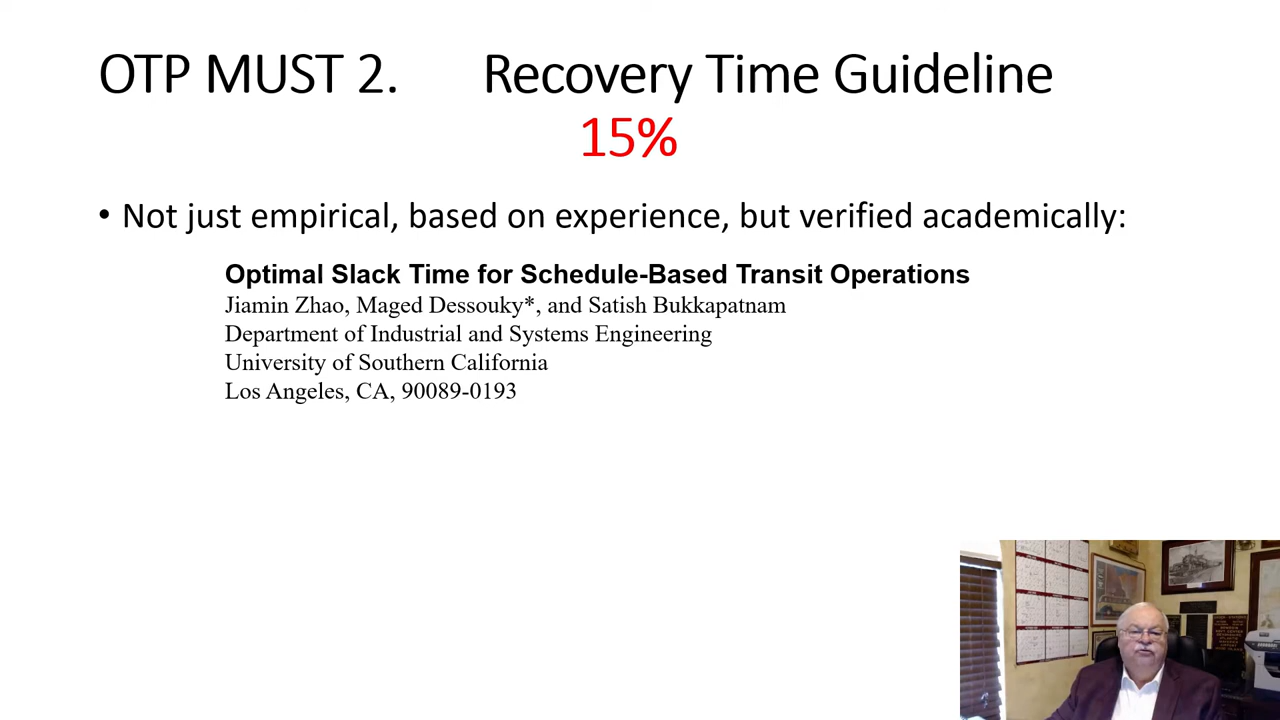 OTP MUST 2. Recovery Time Guideline
15%
• Not just empirical, based on experience, but verified academically:
Optimal Slack Time for Schedule-Based Transit Operations
Jiamin Zhao, Maged Dessouky*, and Satish Bukkapatnam
Department of Industrial and Systems Engineering
University of Southern California
Los Angeles, CA, 90089-0193